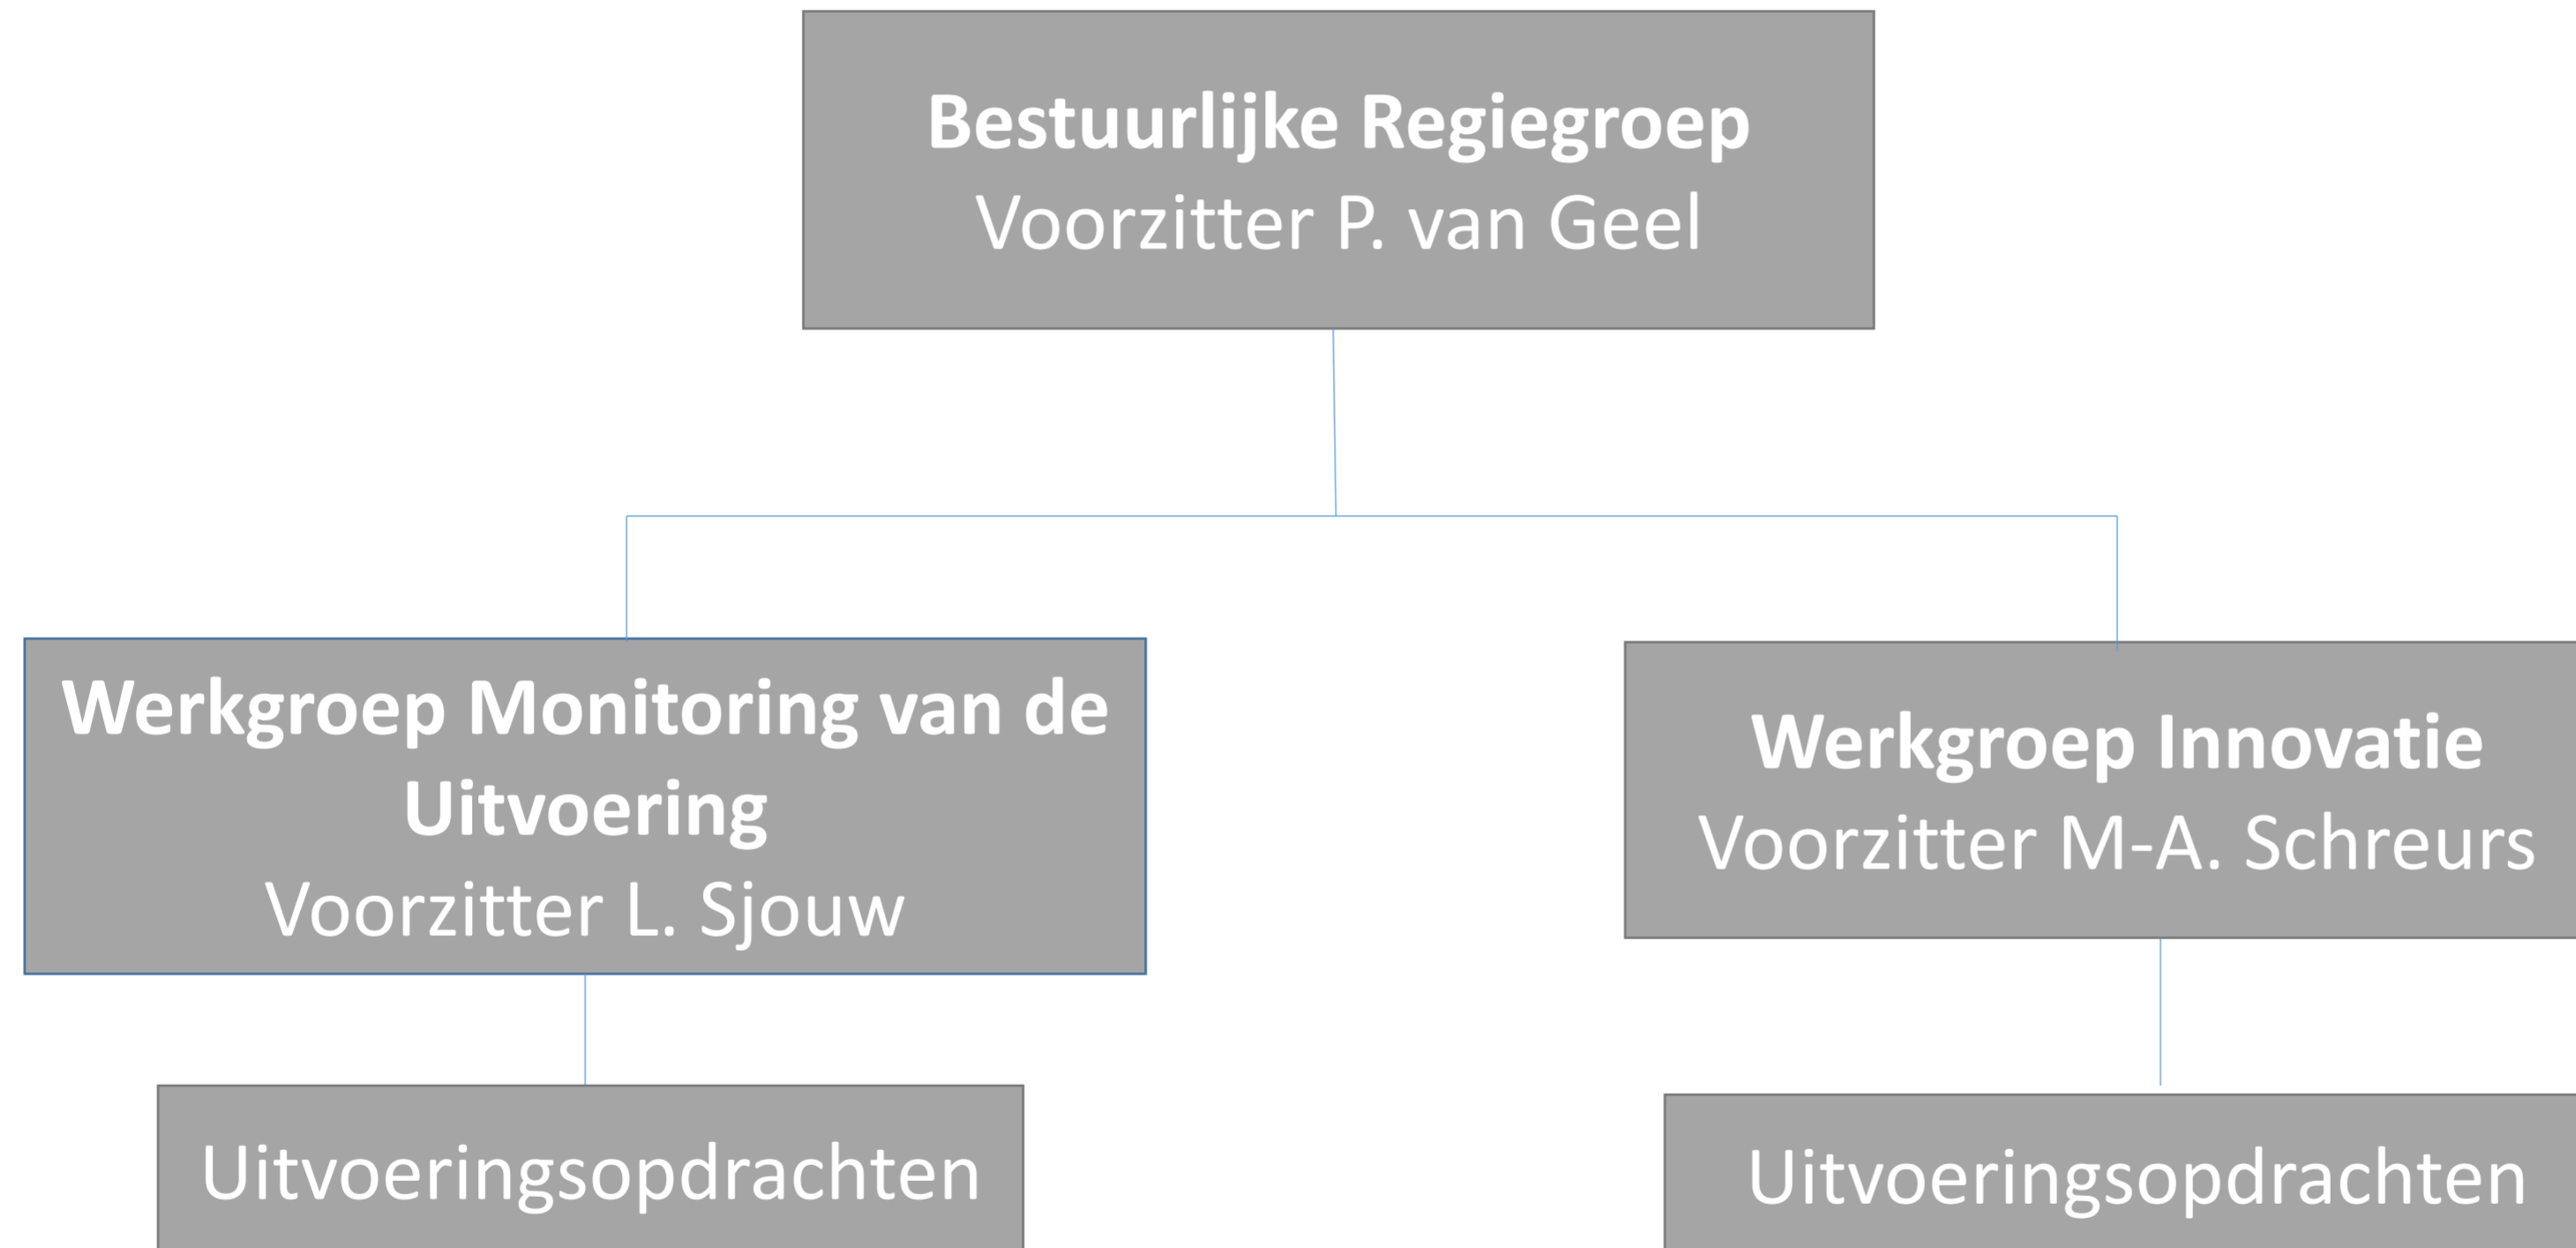 Bestuurlijke Regiegroep
Voorzitter P. van Geel
Werkgroep Monitoring van de
Uitvoering
Voorzitter L. Sjouw
Werkgroep Innovatie
Voorzitter M-A. Schreurs
Uitvoeringsopdrachten
Uitvoeringsopdrachten